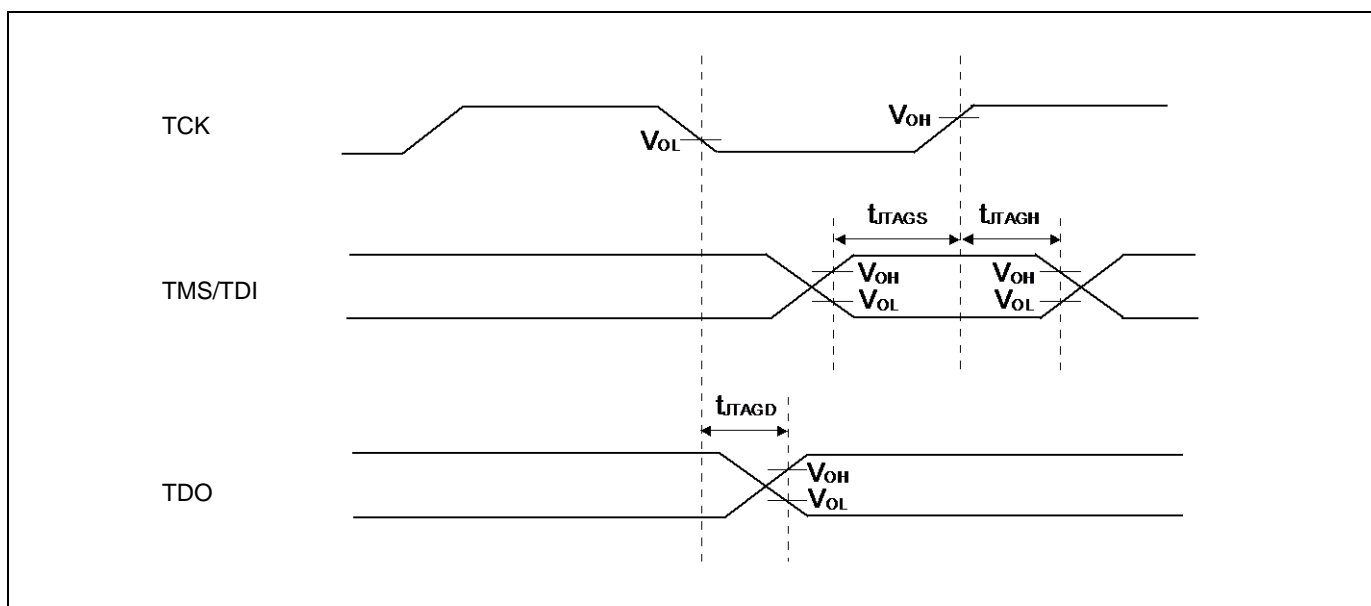 TCK
VOL
VOH
tJTAGS
tJTAGH
TMS/TDI
VOH
VOL
VOH
VOL
tJTAGD
TDO
VOH
VOL